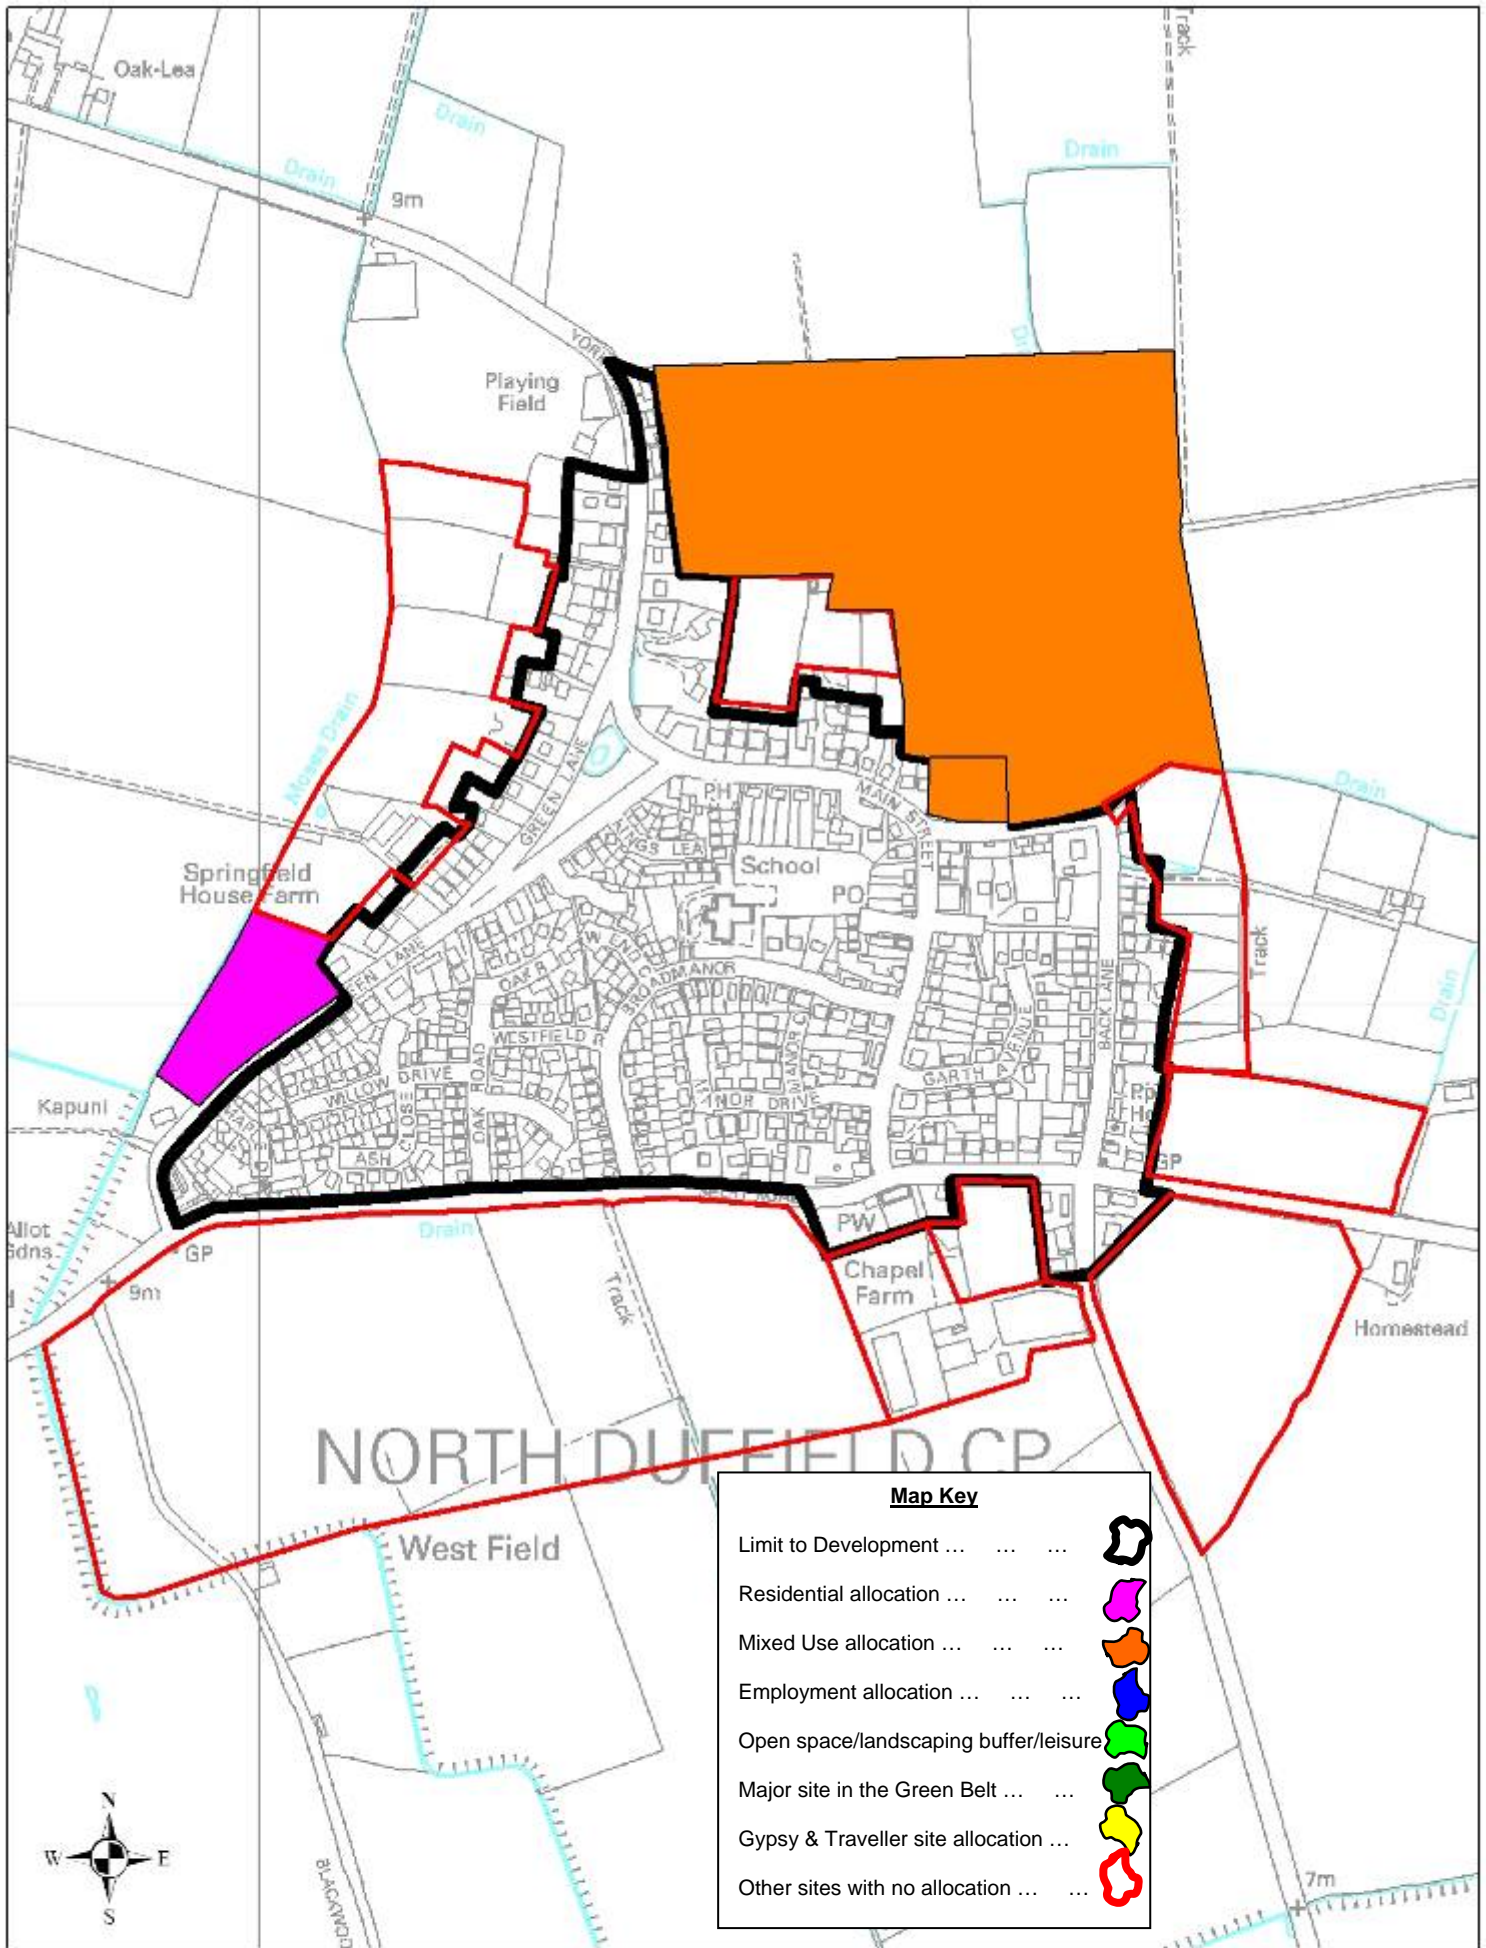 Oak-Lea
Drain
Drain
9m
Track
Drain
YORK
Playing
Field
Moses Drain
GREEN LANE
PH
MAIN STREET
KINGS LEA
School
PO
Drain
Springfield
House Farm
Track
BROADMANOR
WESTFIELD R
WILLOW DRIVE
OAK ROAD
ASH CLOSE
GARTH AVENUE
BACK LANE
Drain
Kapuni
GP
Allot
Gdns
GP
9m
Drain
Track
PW
Chapel
Farm
Homestead
NORTH DUFFIELD CP
West Field
Map Key
Limit to Development ... ... ...
Residential allocation ... ... ...
Mixed Use allocation ... ... ...
Employment allocation ... ... ...
Open space/landscaping buffer/leisure
Major site in the Green Belt ... ...
Gypsy & Traveller site allocation ...
Other sites with no allocation ... ...
N
W E
S
7m